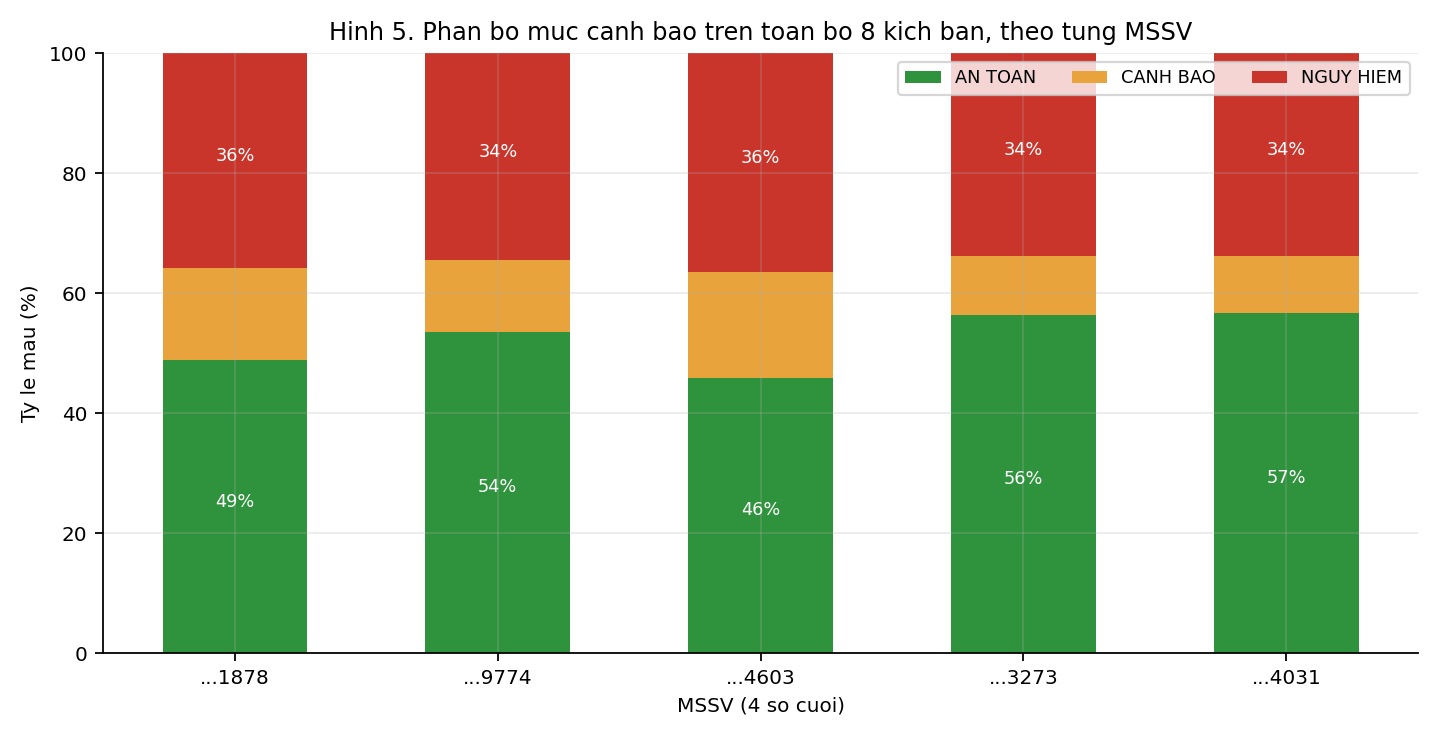 Hinh 5. Phan bo muc canh bao tren toan bo 8 kich ban, theo tung MSSV
AN TOAN CANH BAO NGUY HIEM
Ty le mau (%)
100
80
60
40
20
0
36% 34% 36% 34% 34%
49% 54% 46% 56% 57%
...1878 ...9774 ...4603 ...3273 ...4031
MSSV (4 so cuoi)